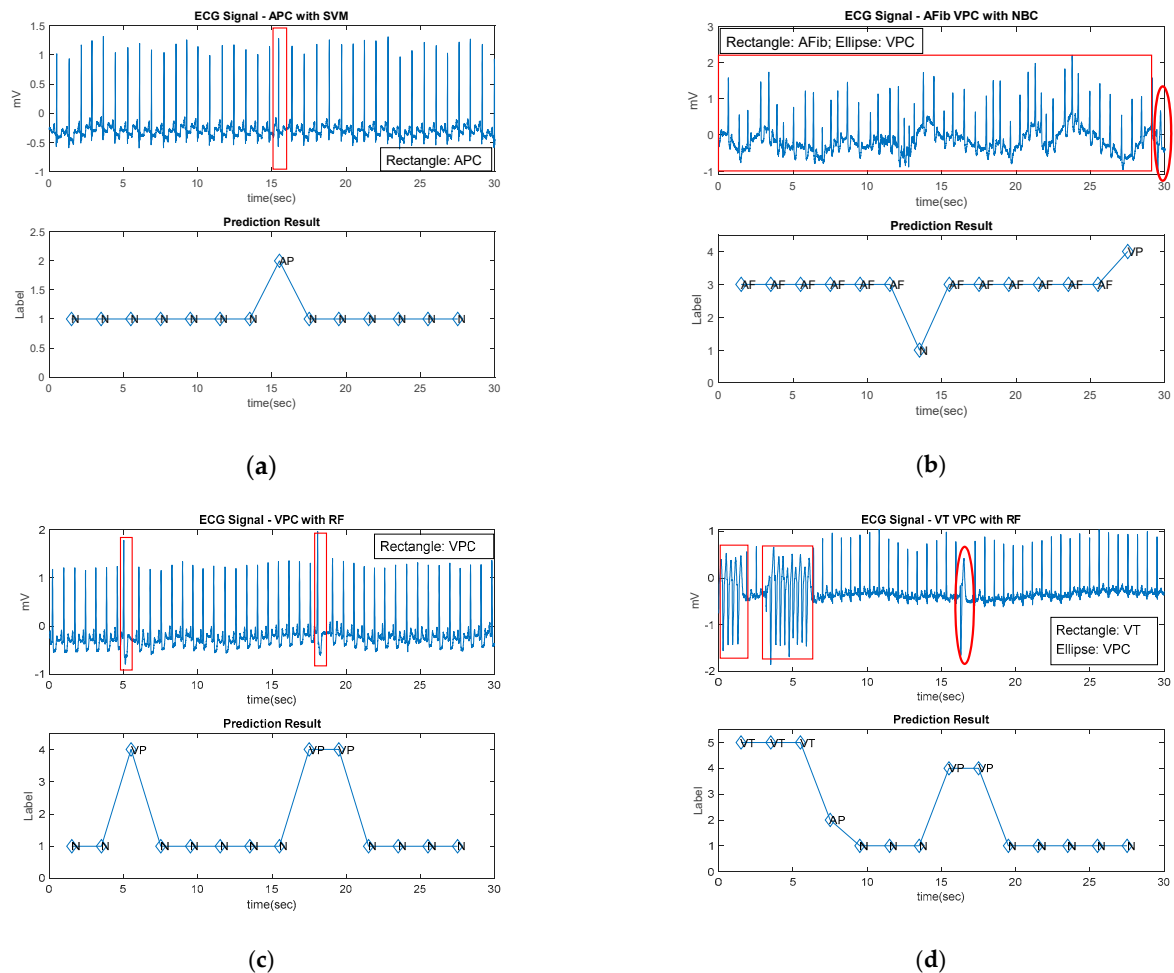 ECG Signal - APC with SVM
1.5
1
0.5
0
-0.5
-1
mV
Rectangle: APC
0 5 10 15 20 25 30
time(sec)
Prediction Result
2.5
2
1.5
1
0.5
0
Label
N N N N N N N AP N N N N N N
0 5 10 15 20 25 30
time(sec)
(a)
ECG Signal - AFib VPC with NBC
Rectangle: AFib; Ellipse: VPC
3
2
1
0
-1
mV
0 5 10 15 20 25 30
time(sec)
Prediction Result
4
3
2
1
0
Label
AF AF AF AF AF AF N AF AF AF AF AF AF VP
0 5 10 15 20 25 30
time(sec)
(b)
ECG Signal - VPC with RF
2
1
0
-1
mV
Rectangle: VPC
0 5 10 15 20 25 30
time(sec)
Prediction Result
4
3
2
1
0
Label
N N VP N N N N N VP VP N N N N
0 5 10 15 20 25 30
time(sec)
(c)
ECG Signal - VT VPC with RF
1
0
-1
-2
mV
Rectangle: VT
Ellipse: VPC
0 5 10 15 20 25 30
time(sec)
Prediction Result
5
4
3
2
1
0
Label
VT VT VT AP N N N VP VP N N N N N
0 5 10 15 20 25 30
time(sec)
(d)